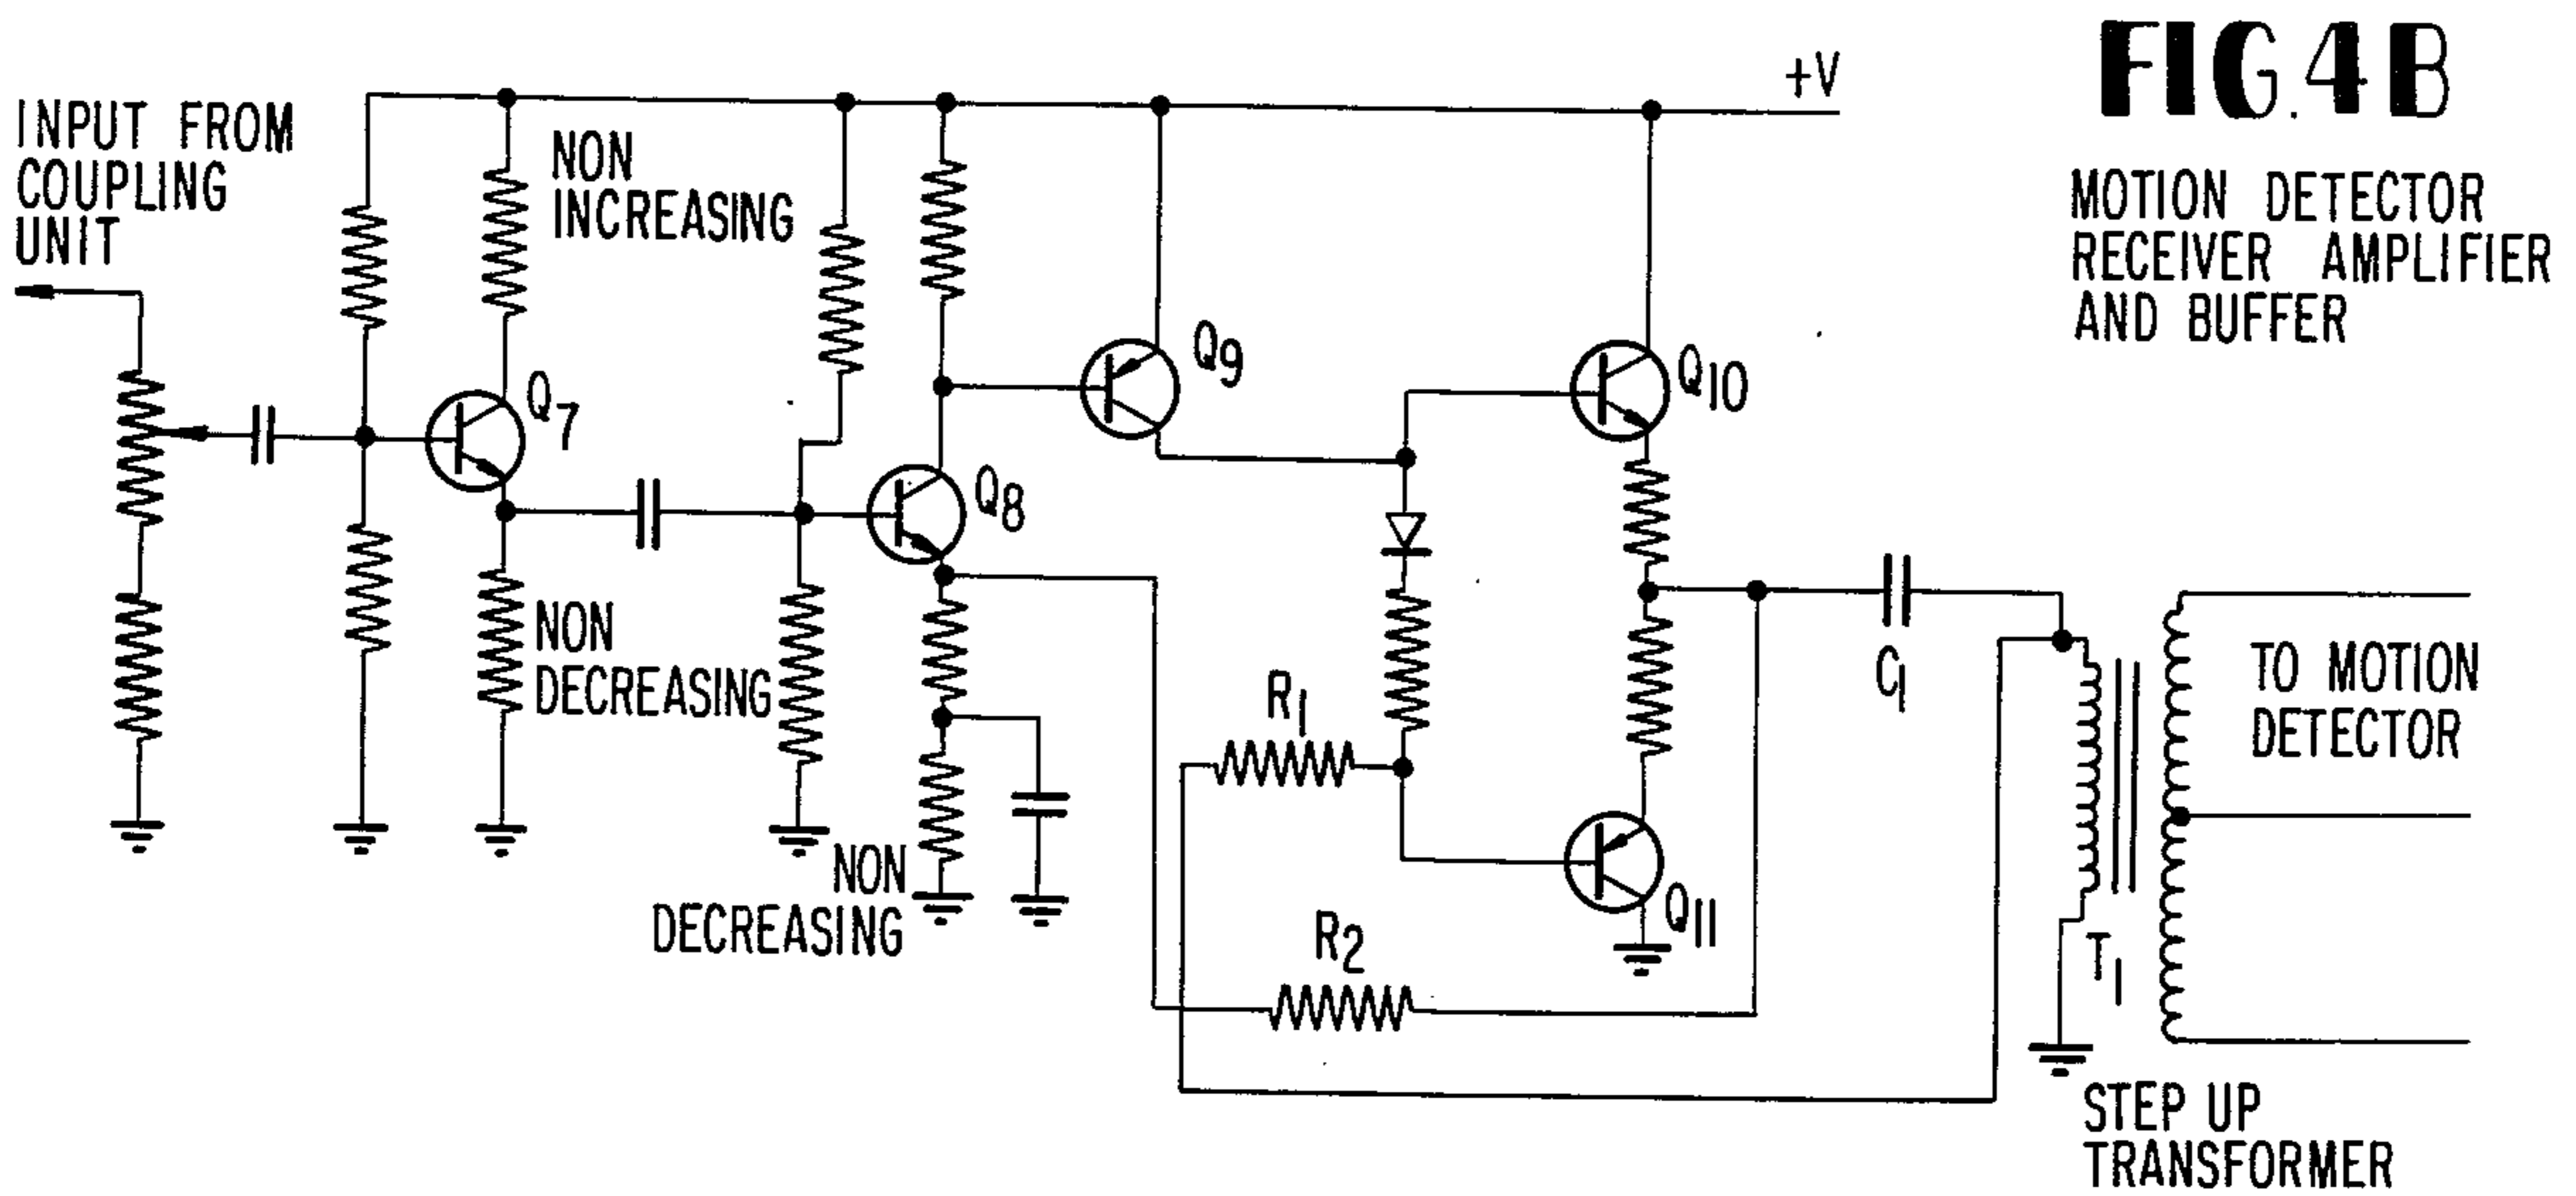 FIG. 4B
MOTION DETECTOR
RECEIVER AMPLIFIER
AND BUFFER
+V
INPUT FROM
COUPLING
UNIT
NON
INCREASING
Q7
NON
DECREASING
Q8
NON
DECREASING
Q9
Q10
Q11
R1
R2
C1
T1
TO MOTION
DETECTOR
STEP UP
TRANSFORMER